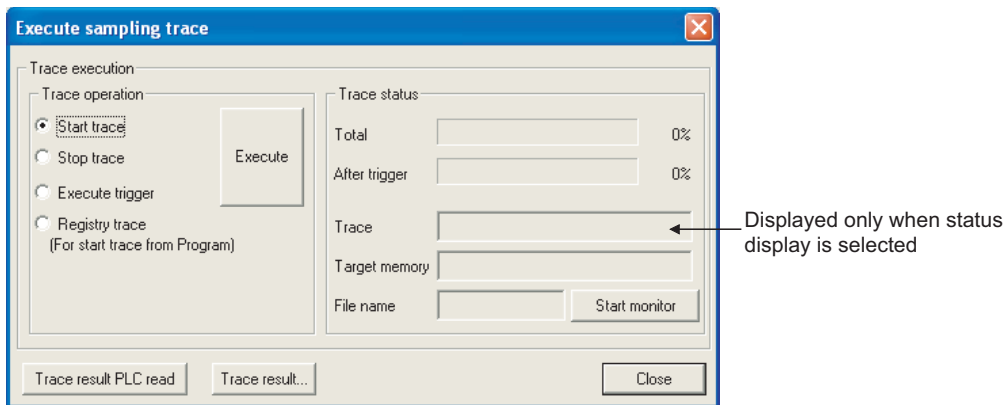 Execute sampling trace
Trace execution
Trace operation
Start trace
Stop trace
Execute trigger
Registry trace
(For start trace from Program)
Execute
Trace status
Total 0%
After trigger 0%
Trace
Target memory
File name Start monitor
Displayed only when status
display is selected
Trace result PLC read Trace result... Close